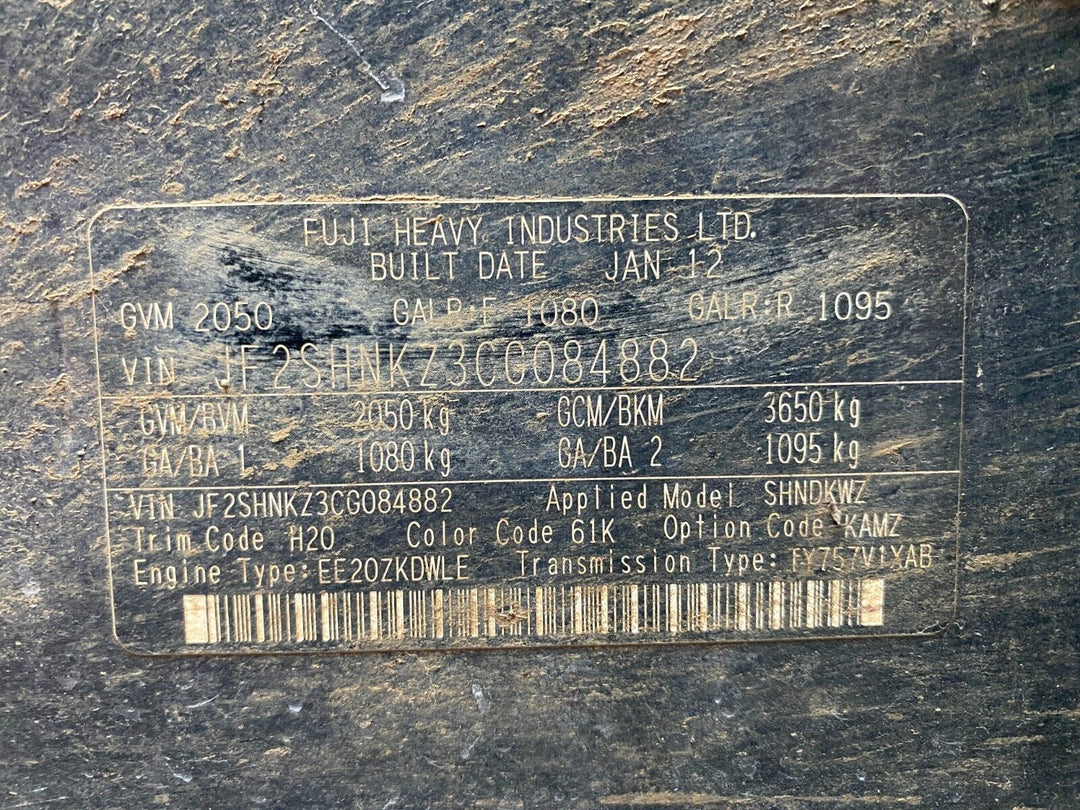 FUJI HEAVY INDUSTRIES LTD.
BUILT DATE JAN 12
GVM 2050 GALR:F 1080 GALR:R 1095
VIN JF2SHNKZ3CG084882
GVM/BVM 2050 kg GCM/BKM 3650 kg
GA/BA 1 1080 kg GA/BA 2 1095 kg
VIN JF2SHNKZ3CG084882 Applied Model SHNDKWZ
Trim Code H20 Color Code 61K Option Code KAMZ
Engine Type: EE20ZKDWLE Transmission Type: FY757V1XAB